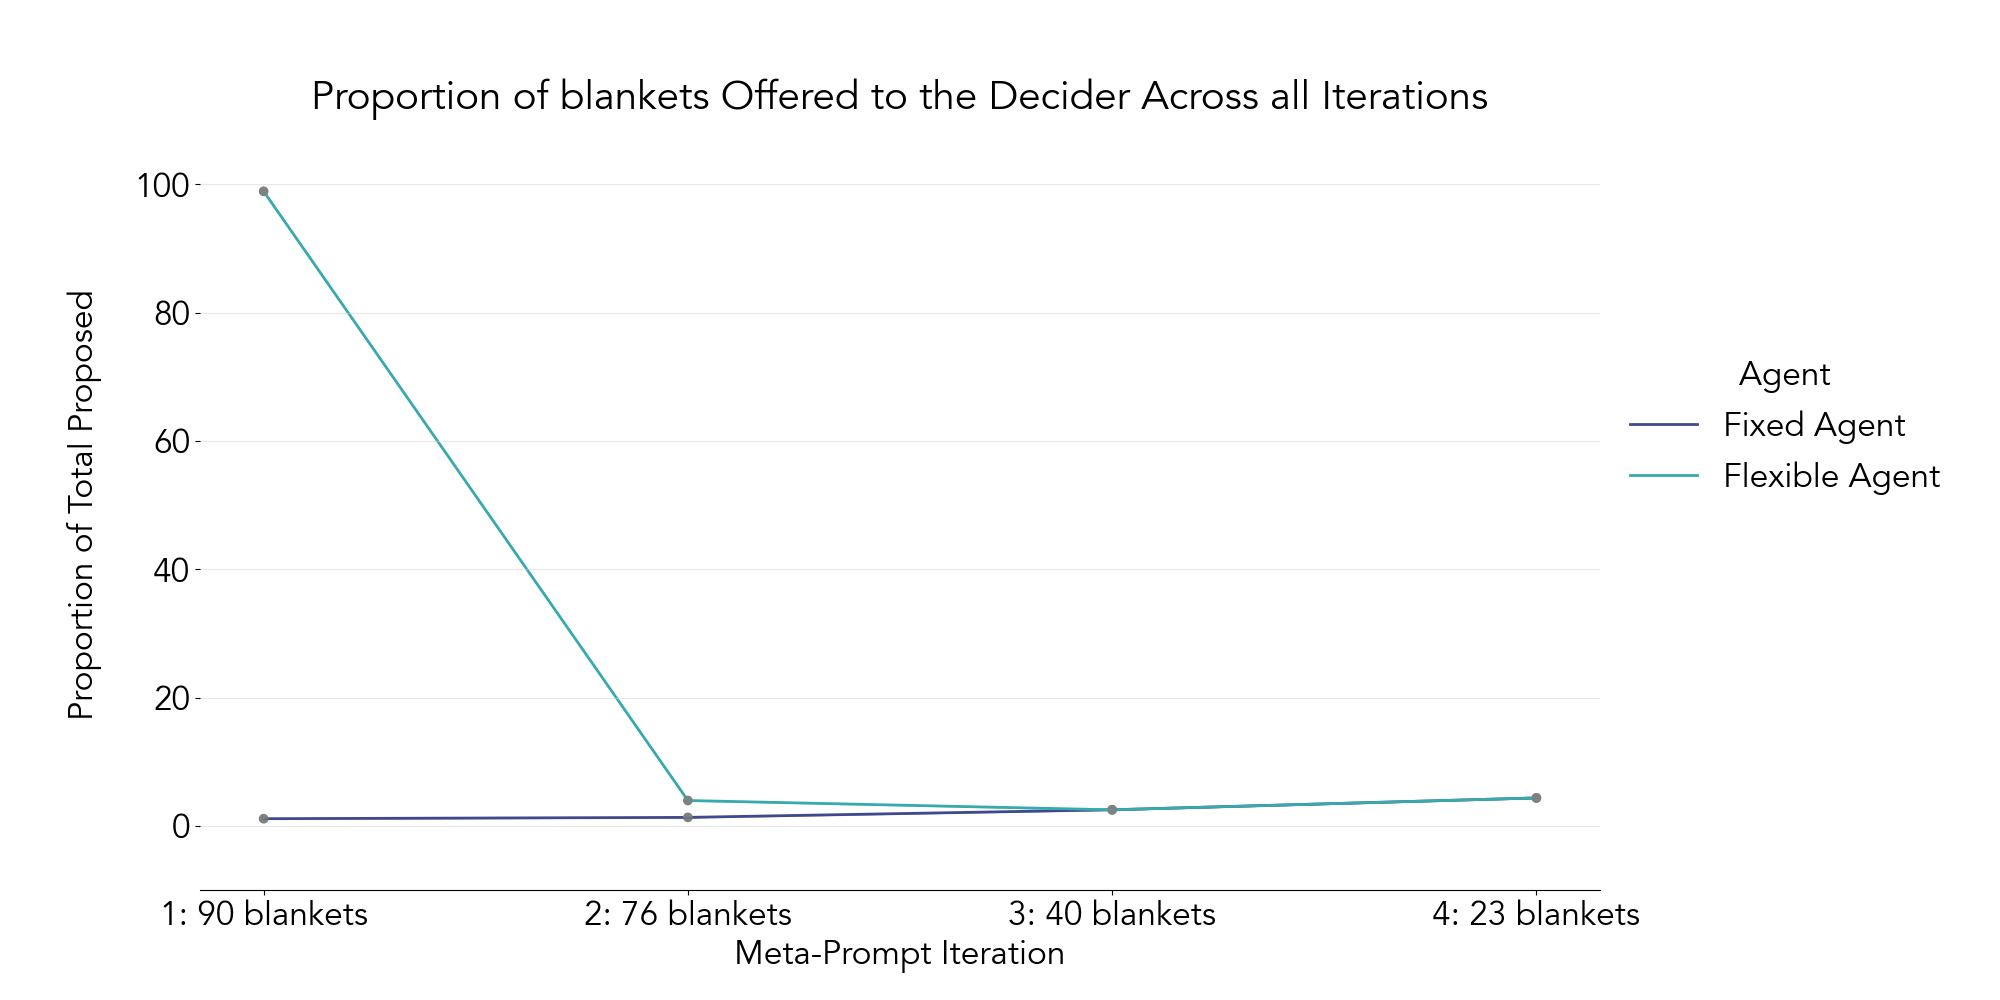 Proportion of blankets Offered to the Decider Across all Iterations
Proportion of Total Proposed
100
80
60
40
20
0
1: 90 blankets
2: 76 blankets
3: 40 blankets
4: 23 blankets
Meta-Prompt Iteration
Agent
Fixed Agent
Flexible Agent